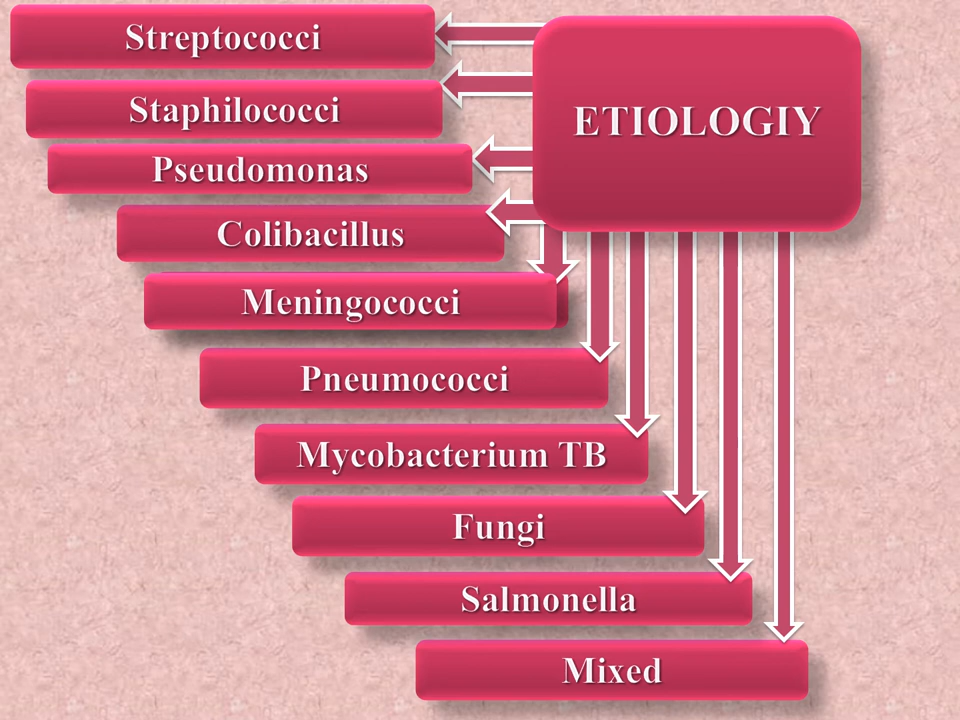 Streptococci
ETIOLOGIY
Staphilococci
Pseudomonas
Colibacillus
Meningococci
Pneumococci
Mycobacterium TB
Fungi
Salmonella
Mixed